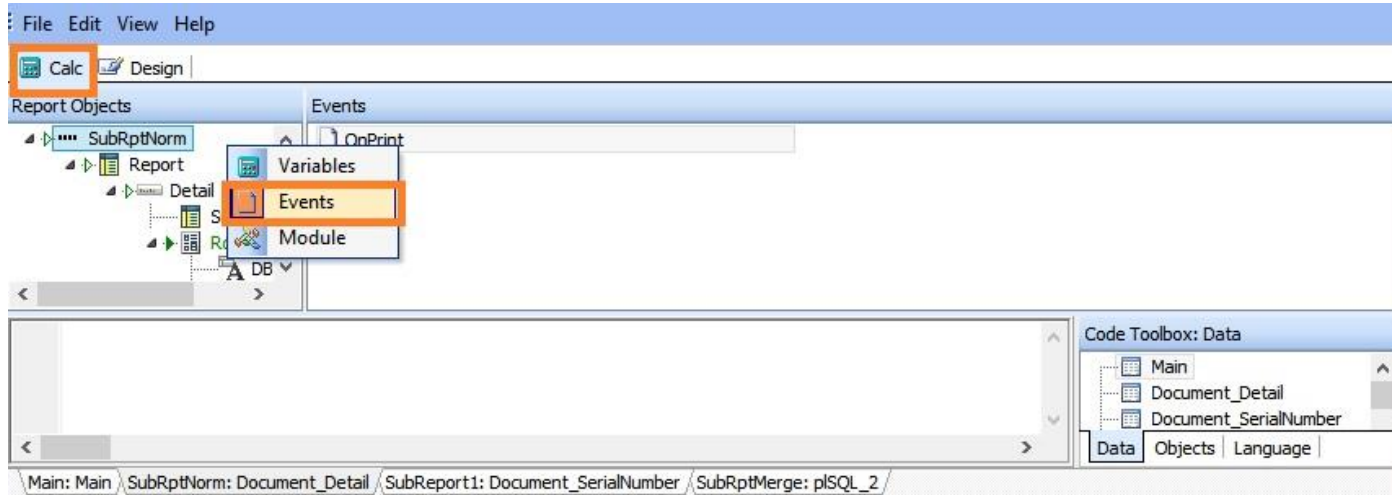 File Edit View Help
Calc Design
Report Objects Events
SubRptNorm OnPrint
Report Variables
Detail Events
S
Module
DB
Code Toolbox: Data
Main
Document_Detail
Document_SerialNumber
Data Objects Language
Main: Main SubRptNorm: Document_Detail SubReport1: Document_SerialNumber SubRptMerge: plSQL_2